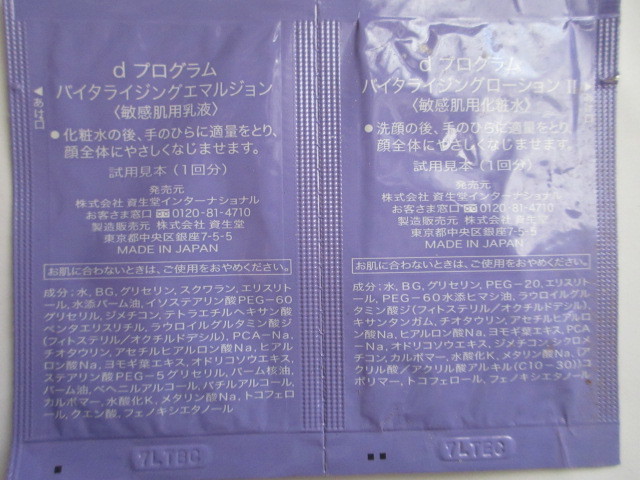 d プログラム
バイタライジングエマルジョン
〈敏感肌用乳液〉
●化粧水の後、手のひらに適量をとり、
顔全体にやさしくなじませます。
試用見本(1回分)
発売元
株式会社 資生堂インターナショナル
お客さま窓口 0120-81-4710
製造販売元 株式会社 資生堂
東京都中央区銀座7-5-5
MADE IN JAPAN
お肌に合わないときは、ご使用をおやめください。
成分:水, BG, グリセリン, スクワラン, エリスリ
トール, 水添パーム油, イソステアリン酸PEG-60
グリセリル, ジメチコン, テトラエチルヘキサン酸
ペンタエリスリチル, ラウロイルグルタミン酸ジ
(フィトステリル/オクチルドデシル), PCA-Na,
チオタウリン, アセチルヒアルロン酸Na, ヒアル
ロン酸Na, ヨモギ葉エキス, オドリコソウエキス,
ステアリン酸PEG-5グリセリル, パーム核油,
パーム油, ベヘニルアルコール, バチルアルコール,
カルボマー, 水酸化K, メタリン酸Na, トコフェロ
ール, クエン酸, フェノキシエタノール
◀あけ口
d プログラム
バイタライジングローション II
〈敏感肌用化粧水〉
●洗顔の後、手のひらに適量をとり、
顔全体にやさしくなじませます。
試用見本(1回分)
発売元
株式会社 資生堂インターナショナル
お客さま窓口 0120-81-4710
製造販売元 株式会社 資生堂
東京都中央区銀座7-5-5
MADE IN JAPAN
お肌に合わないときは、ご使用をおやめください。
成分:水, BG, グリセリン, PEG-20, エリスリト
ール, PEG-60水添ヒマシ油, ラウロイルグル
タミン酸ジ(フィトステリル/オクチルドデシル),
キサンタンガム, チオタウリン, アセチルヒアルロ
ン酸Na, ヒアルロン酸Na, ヨモギ葉エキス, PCA
-Na, オドリコソウエキス, ジメチコン, シクロメ
チコン, カルボマー, 水酸化K, メタリン酸Na, (ア
クリル酸/アクリル酸アルキル(C10-30))コ
ポリマー, トコフェロール, フェノキシエタノール
YLTEC
YLTEC